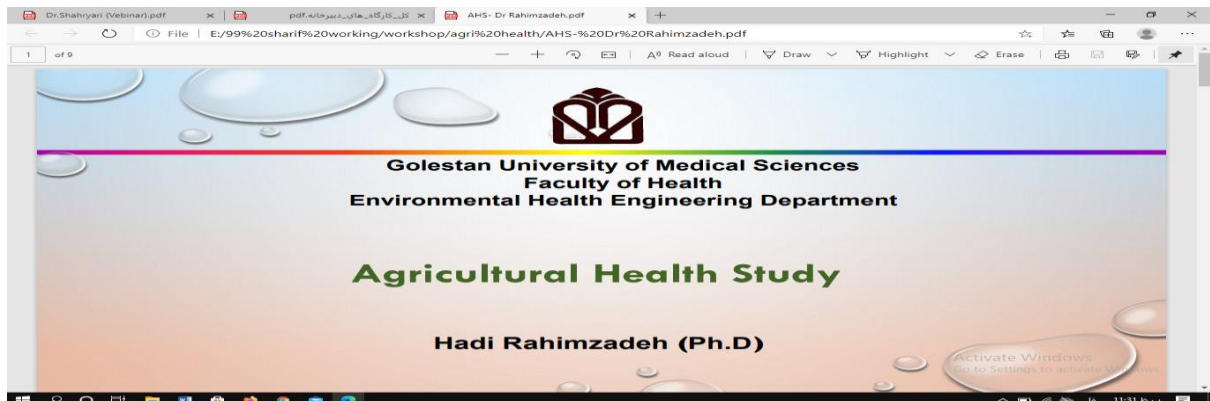 Dr.Shahryari (Vebinar).pdf
کل_کارگاه_های_دبیرخانه.pdf
AHS- Dr Rahimzadeh.pdf
File | E:/99%20sharif%20working/workshop/agri%20health/AHS-%20Dr%20Rahimzadeh.pdf
1 of 9
Read aloud
Draw
Highlight
Erase
Golestan University of Medical Sciences
Faculty of Health
Environmental Health Engineering Department
Agricultural Health Study
Hadi Rahimzadeh (Ph.D)
Activate Windows
Go to Settings to activate Windows.
11:31